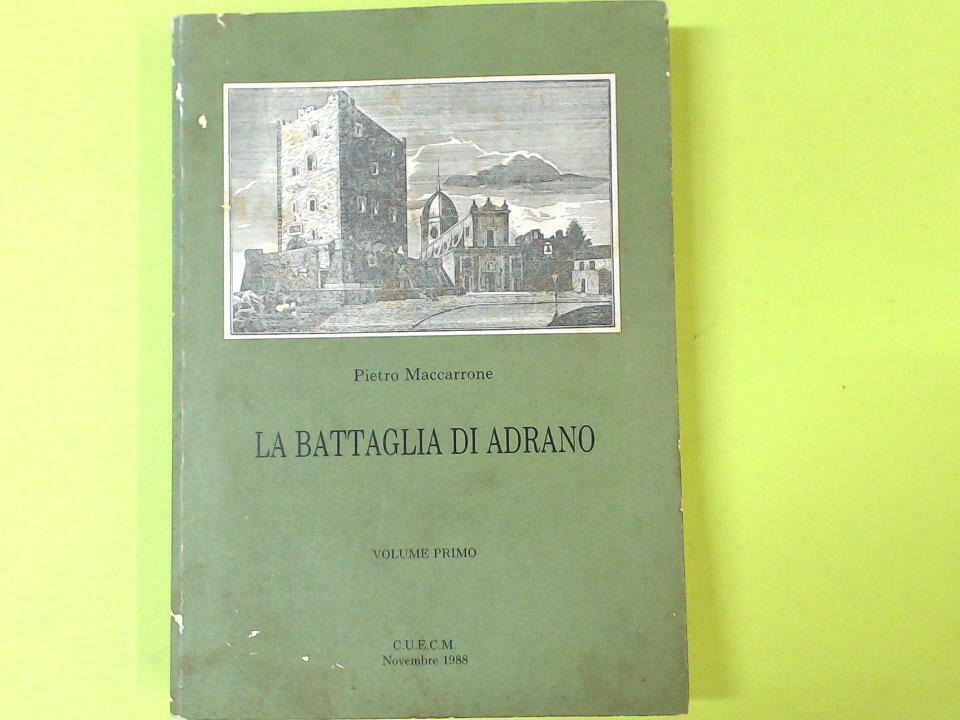 Pietro Maccarrone
LA BATTAGLIA DI ADRANO
VOLUME PRIMO
C.U.E.C.M.
Novembre 1988